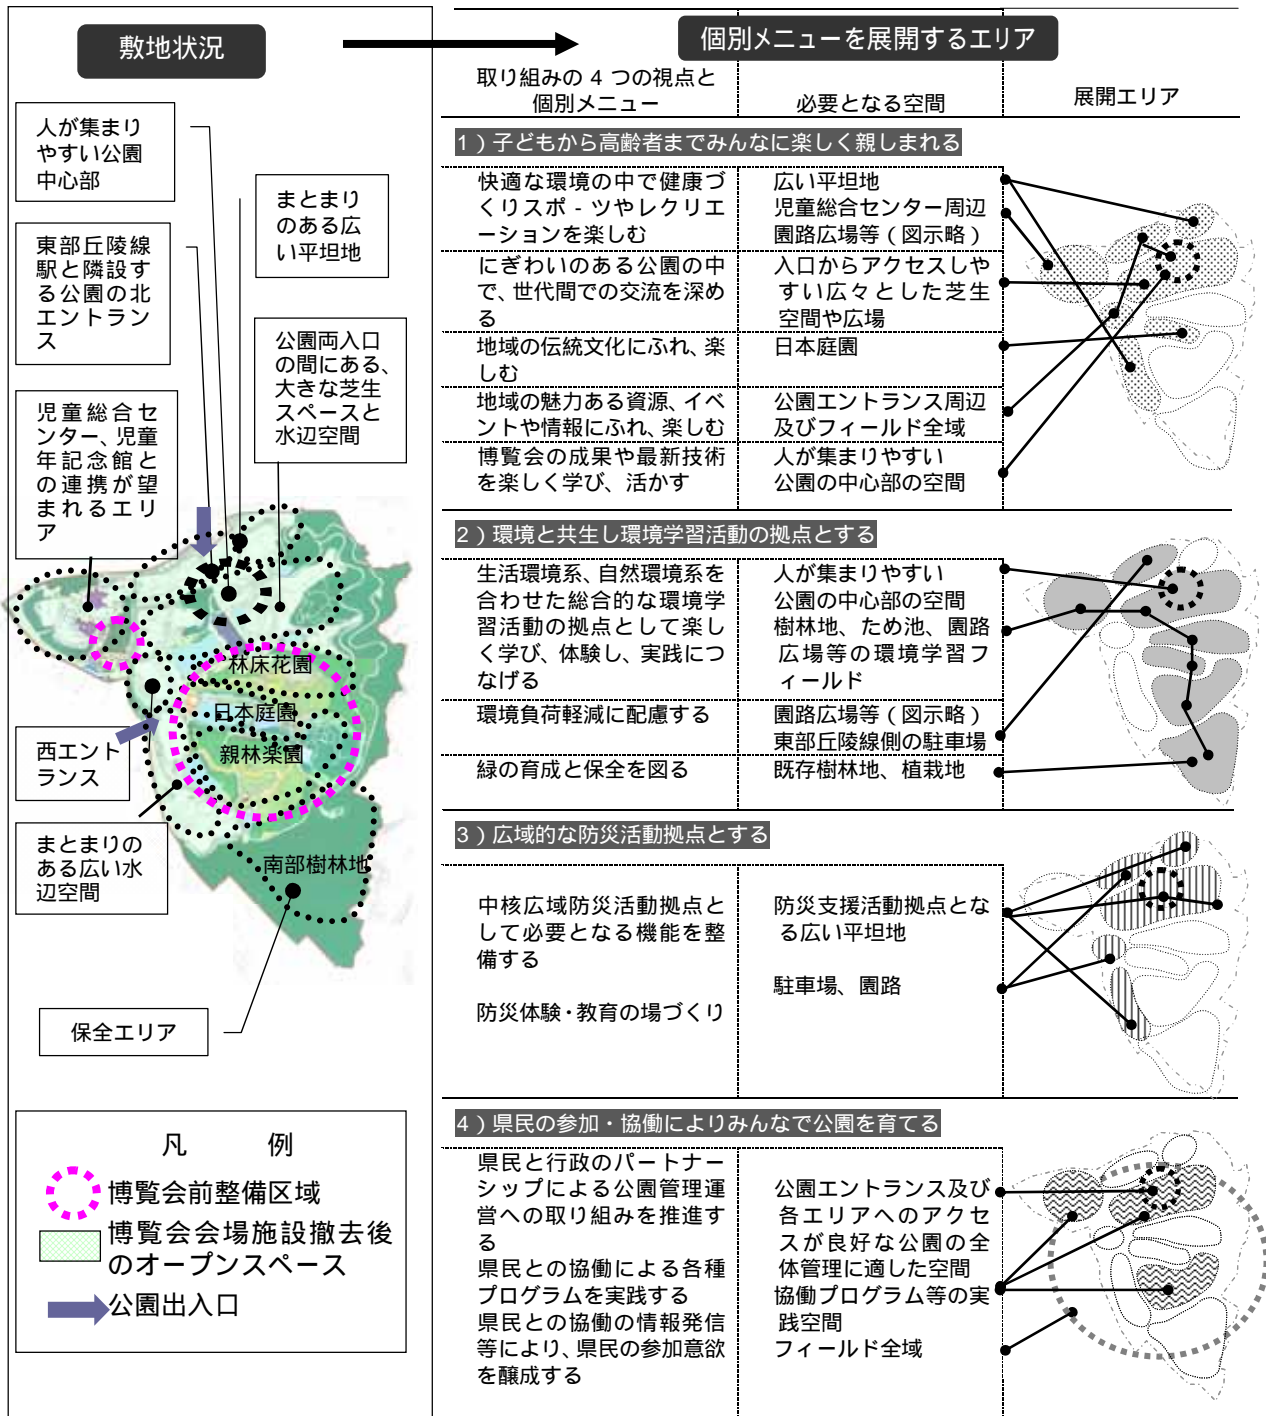 敷地状況
個別メニューを展開するエリア
取り組みの 4 つの視点と
個別メニュー
必要となる空間
展開エリア
人が集まり
やすい公園
中心部
まとまり
のある広
い平坦地
東部丘陵線
駅と隣設す
る公園の北
エントラン
ス
公園両入口
の間にある、
大きな芝生
スペースと
水辺空間
児童総合セ
ンター、児童
年記念館と
の連携が望
まれるエリ
ア
林床花園
日本庭園
親林楽園
西エント
ランス
まとまりの
ある広い水
辺空間
南部樹林地
保全エリア
凡 例
博覧会前整備区域
博覧会会場施設撤去後
のオープンスペース
公園出入口
1）子どもから高齢者までみんなに楽しく親しまれる
快適な環境の中で健康づ
くりスポ‐ツやレクリエ
ーションを楽しむ
広い平坦地
児童総合センター周辺
園路広場等（図示略）
にぎわいのある公園の中
で、世代間での交流を深め
る
入口からアクセスしや
すい広々とした芝生
空間や広場
地域の伝統文化にふれ、楽
しむ
日本庭園
地域の魅力ある資源、イベ
ントや情報にふれ、楽しむ
公園エントランス周辺
及びフィールド全域
博覧会の成果や最新技術
を楽しく学び、活かす
人が集まりやすい
公園の中心部の空間
2）環境と共生し環境学習活動の拠点とする
生活環境系、自然環境系を
合わせた総合的な環境学
習活動の拠点として楽し
く学び、体験し、実践につ
なげる
人が集まりやすい
公園の中心部の空間
樹林地、ため池、園路
広場等の環境学習フ
ィールド
環境負荷軽減に配慮する
園路広場等（図示略）
東部丘陵線側の駐車場
緑の育成と保全を図る
既存樹林地、植栽地
3）広域的な防災活動拠点とする
中核広域防災活動拠点と
して必要となる機能を整
備する
防災体験・教育の場づくり
防災支援活動拠点とな
る広い平坦地
駐車場、園路
4）県民の参加・協働によりみんなで公園を育てる
県民と行政のパートナー
シップによる公園管理運
営への取り組みを推進す
る
県民との協働による各種
プログラムを実践する
県民との協働の情報発信
等により、県民の参加意欲
を醸成する
公園エントランス及び
各エリアへのアクセ
スが良好な公園の全
体管理に適した空間
協働プログラム等の実
践空間
フィールド全域